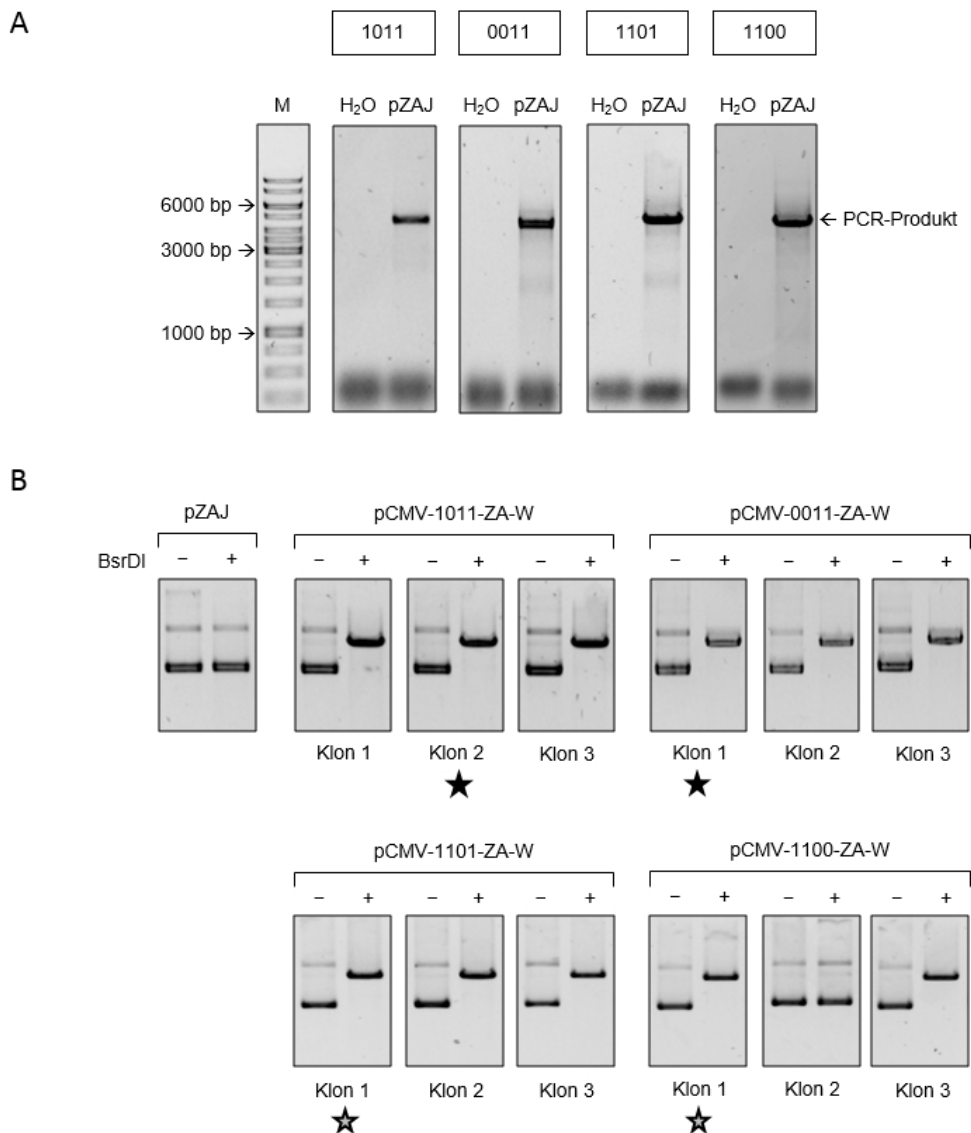 A
1011 0011 1101 1100
M H₂O pZAJ H₂O pZAJ H₂O pZAJ H₂O pZAJ
6000 bp →
← PCR-Produkt
3000 bp →
1000 bp →
B
pZAJ pCMV-1011-ZA-W pCMV-0011-ZA-W
BsrDI – + – + – + – + – + – + – +
Klon 1 Klon 2 Klon 3 Klon 1 Klon 2 Klon 3
pCMV-1101-ZA-W pCMV-1100-ZA-W
– + – + – + – + – + – +
Klon 1 Klon 2 Klon 3 Klon 1 Klon 2 Klon 3